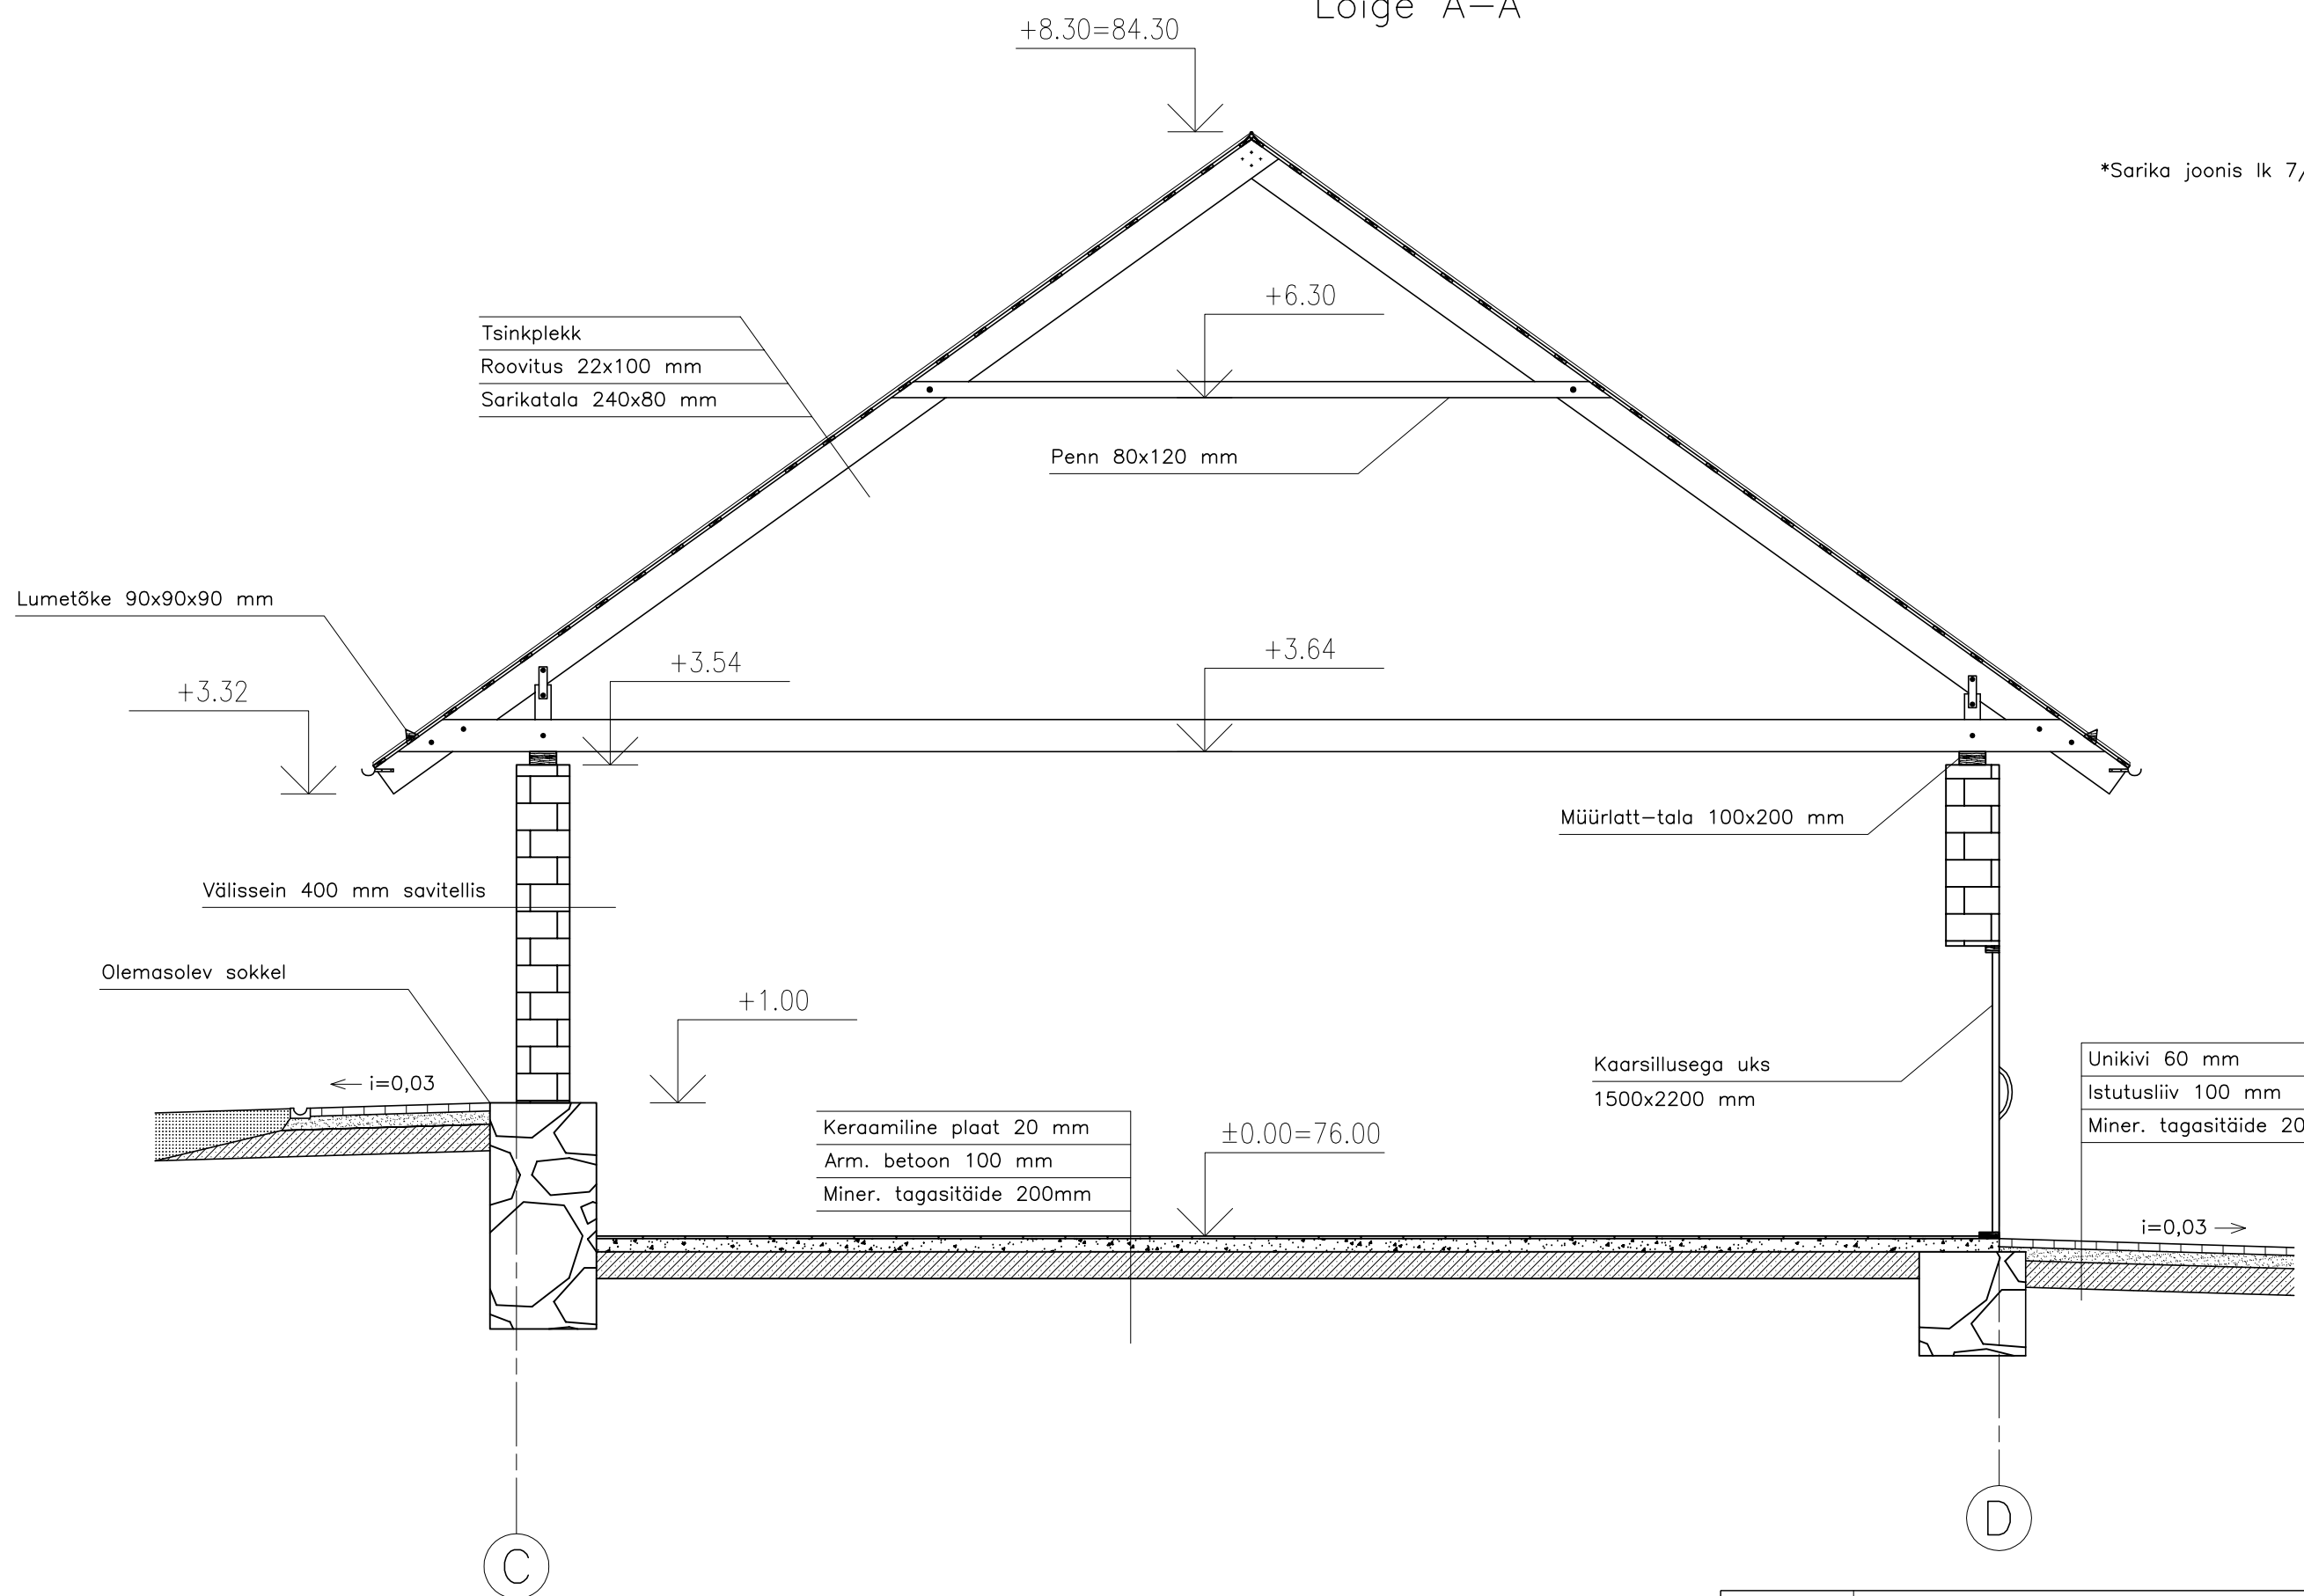 Lõige A-A
+8.30=84.30
*Sarika joonis lk 7/
+6.30
Tsinkplekk
Roovitus 22x100 mm
Sarikatala 240x80 mm
Penn 80x120 mm
Lumetõke 90x90x90 mm
+3.54
+3.64
+3.32
Müürlatt-tala 100x200 mm
Välissein 400 mm savitellis
Olemasolev sokkel
+1.00
Kaarsillusega uks
1500x2200 mm
Unikivi 60 mm
Istutusliiv 100 mm
Miner. tagasitäide 20
i=0,03
Keraamiline plaat 20 mm
Arm. betoon 100 mm
Miner. tagasitäide 200mm
±0.00=76.00
i=0,03
D
C